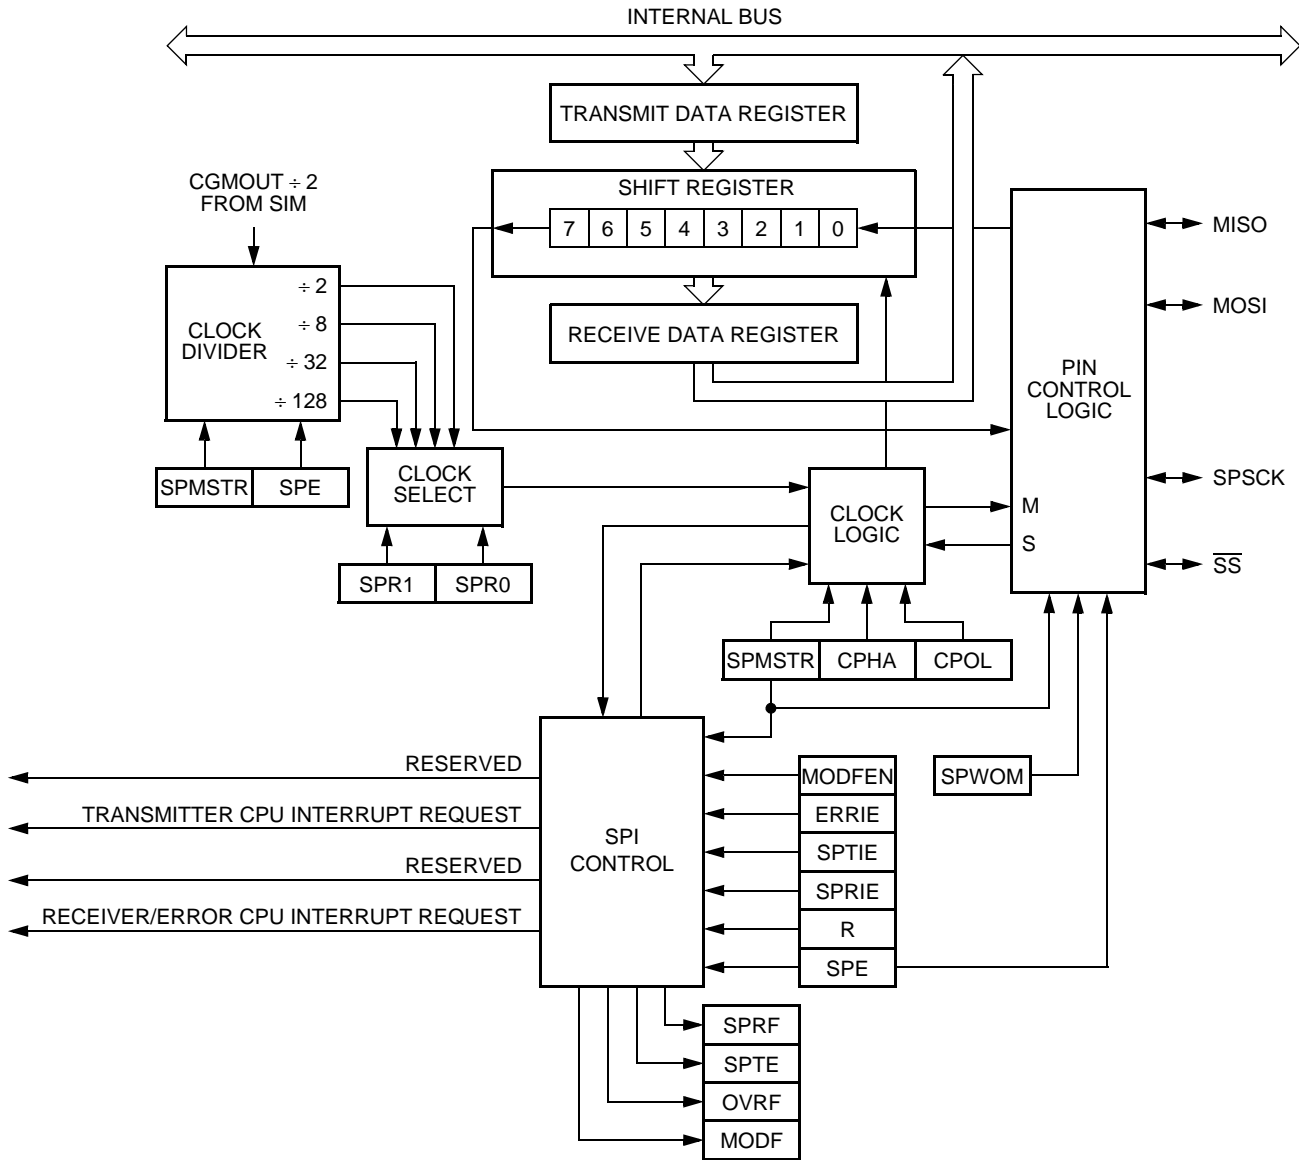 INTERNAL BUS
TRANSMIT DATA REGISTER
SHIFT REGISTER
7 6 5 4 3 2 1 0
RECEIVE DATA REGISTER
CGMOUT ÷ 2
FROM SIM
CLOCK
DIVIDER
÷ 2
÷ 8
÷ 32
÷ 128
SPMSTR SPE
CLOCK
SELECT
SPR1 SPR0
CLOCK
LOGIC
PIN
CONTROL
LOGIC
M
S
MISO
MOSI
SPSCK
SS
SPMSTR CPHA CPOL
SPWOM
RESERVED
TRANSMITTER CPU INTERRUPT REQUEST
RESERVED
RECEIVER/ERROR CPU INTERRUPT REQUEST
SPI
CONTROL
MODFEN
ERRIE
SPTIE
SPRIE
R
SPE
SPRF
SPTE
OVRF
MODF